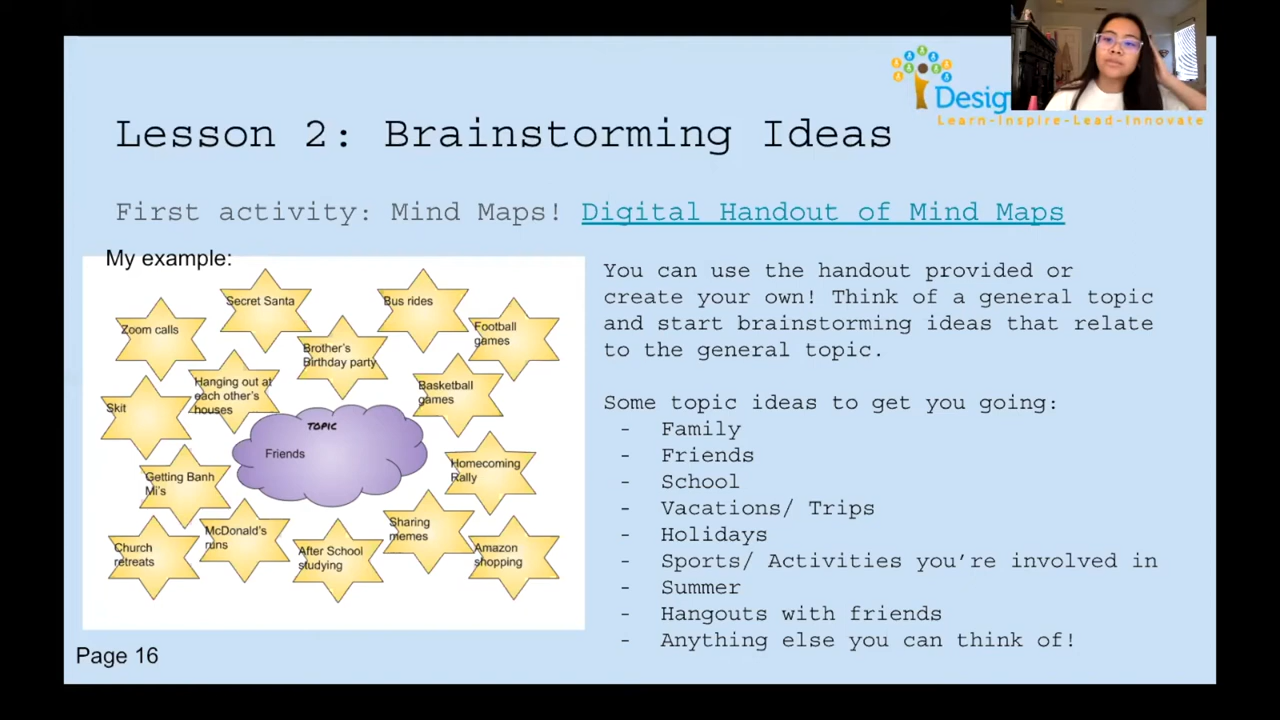 Desig
Learn-Inspire-Lead-Innovate
Lesson 2: Brainstorming Ideas
First activity: Mind Maps! Digital Handout of Mind Maps
My example:
Secret Santa
Bus rides
Zoom calls
Football
games
Brother's
Birthday party
Hanging out at
each other's
houses
Basketball
games
Skit
TOPIC
Friends
Homecoming
Rally
Getting Banh
Mi's
McDonald's
runs
Sharing
memes
Church
retreats
After School
studying
Amazon
shopping
You can use the handout provided or
create your own! Think of a general topic
and start brainstorming ideas that relate
to the general topic.
Some topic ideas to get you going:
- Family
- Friends
- School
- Vacations/ Trips
- Holidays
- Sports/ Activities you're involved in
- Summer
- Hangouts with friends
- Anything else you can think of!
Page 16